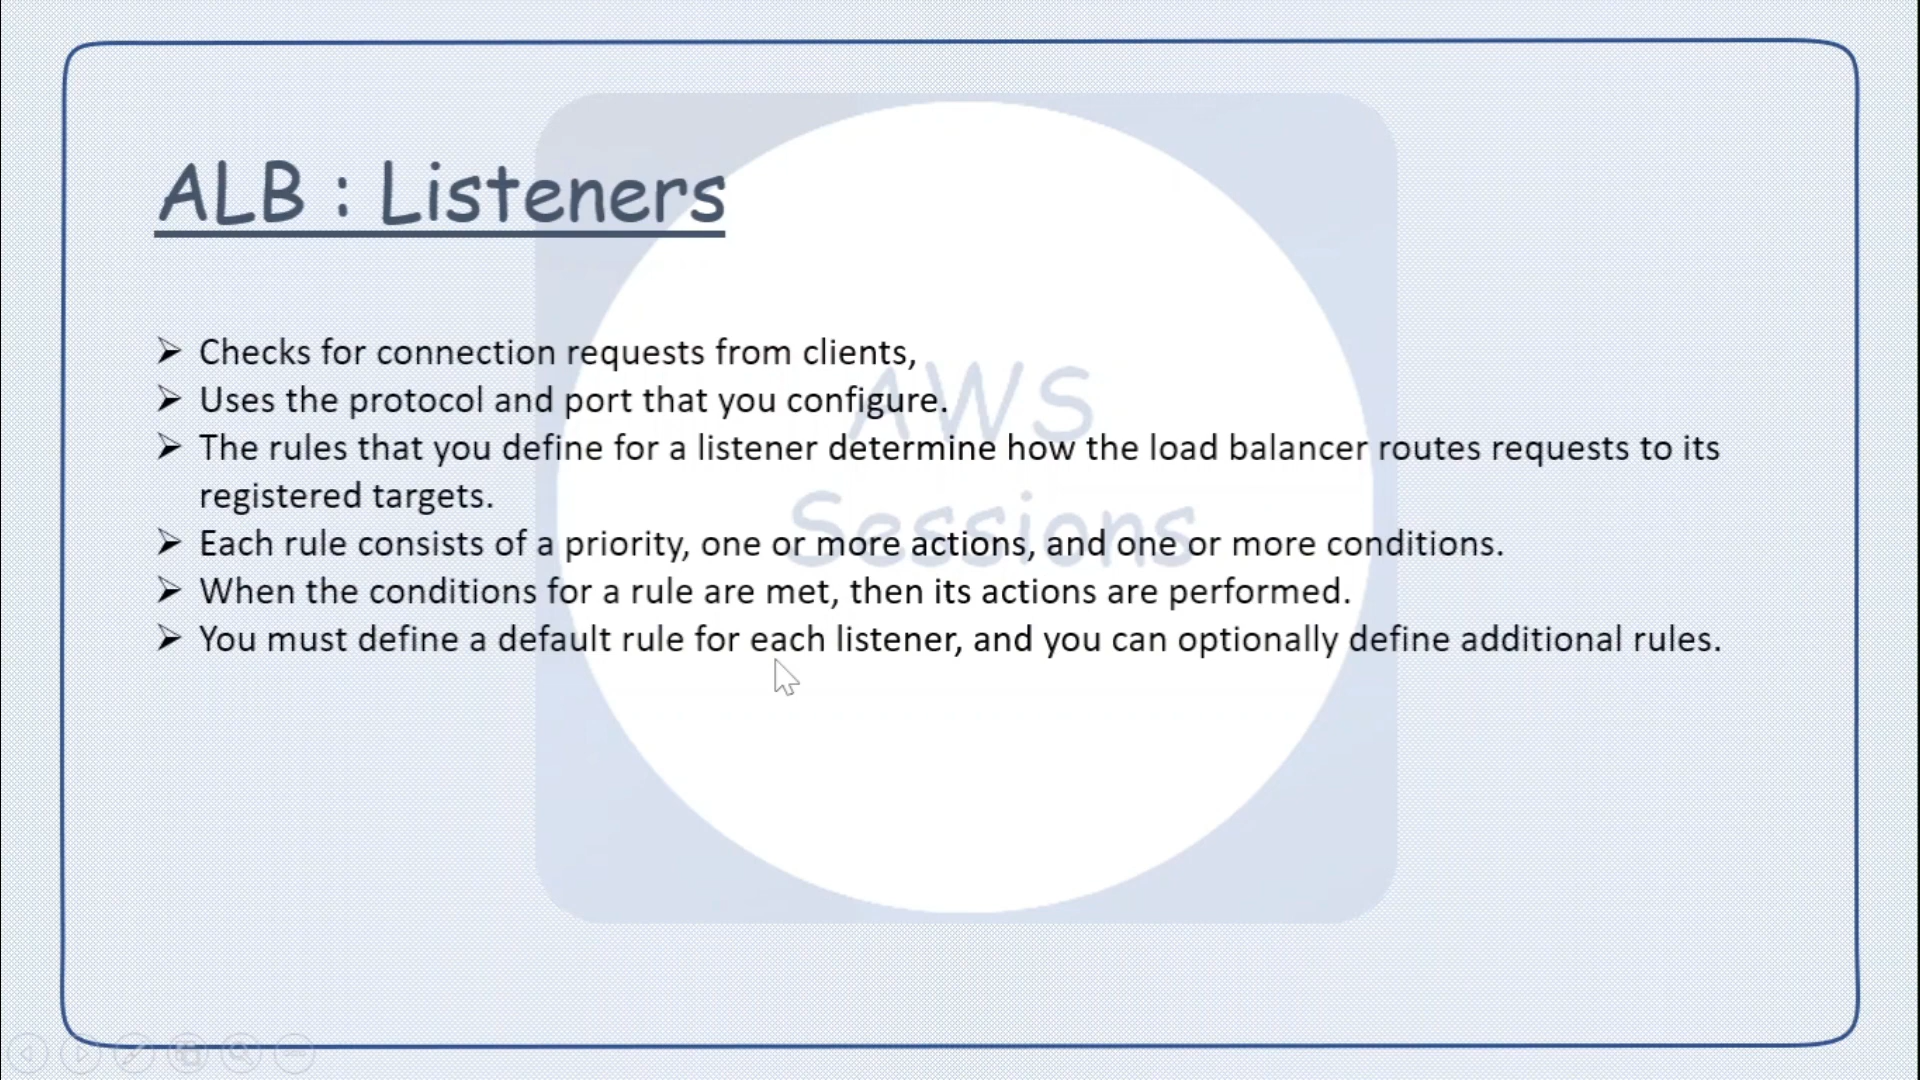 ALB : Listeners
➢ Checks for connection requests from clients,
➢ Uses the protocol and port that you configure.
➢ The rules that you define for a listener determine how the load balancer routes requests to its
registered targets.
➢ Each rule consists of a priority, one or more actions, and one or more conditions.
➢ When the conditions for a rule are met, then its actions are performed.
➢ You must define a default rule for each listener, and you can optionally define additional rules.
AWS
Sessions